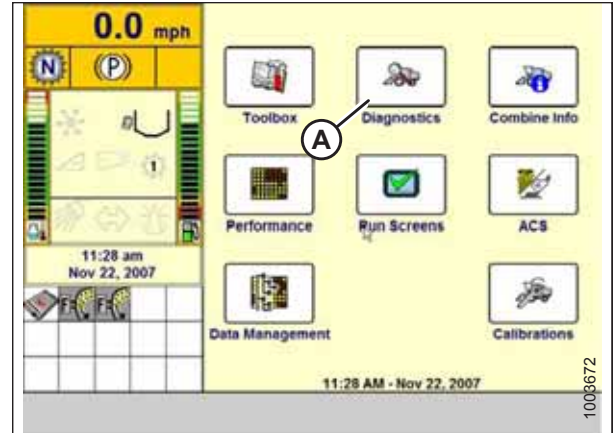 0.0 mph
N
(P)
1
11:28 am
Nov 22, 2007
F
F
Toolbox
Diagnostics
Combine Info
A
Performance
Run Screens
ACS
Data Management
Calibrations
11:28 AM - Nov 22, 2007
1003672